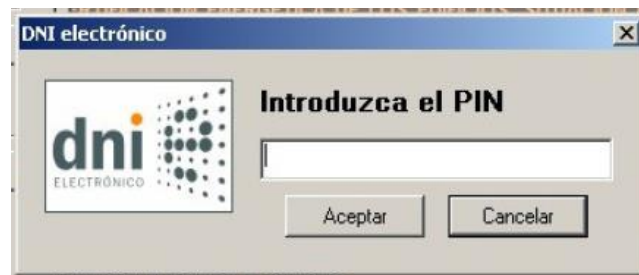 DNI electrónico
Introduzca el PIN
dni
ELECTRÓNICO
Aceptar
Cancelar